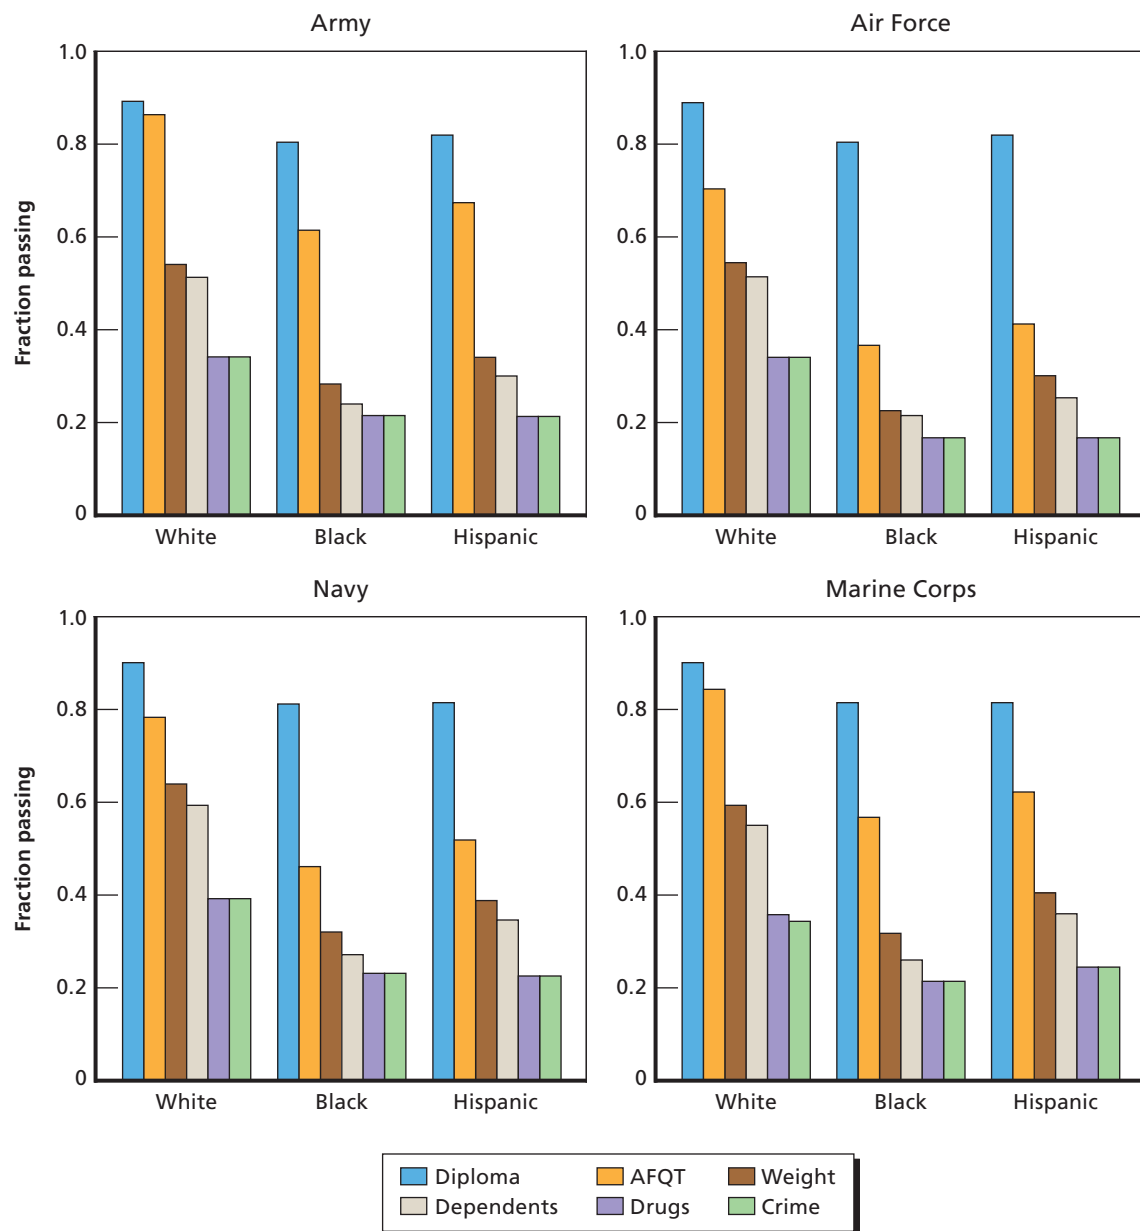 Army
Air Force
Fraction passing
1.0
0.8
0.6
0.4
0.2
0
White
Black
Hispanic
1.0
0.8
0.6
0.4
0.2
0
White
Black
Hispanic
Navy
Marine Corps
Fraction passing
1.0
0.8
0.6
0.4
0.2
0
White
Black
Hispanic
1.0
0.8
0.6
0.4
0.2
0
White
Black
Hispanic
Diploma AFQT Weight
Dependents Drugs Crime